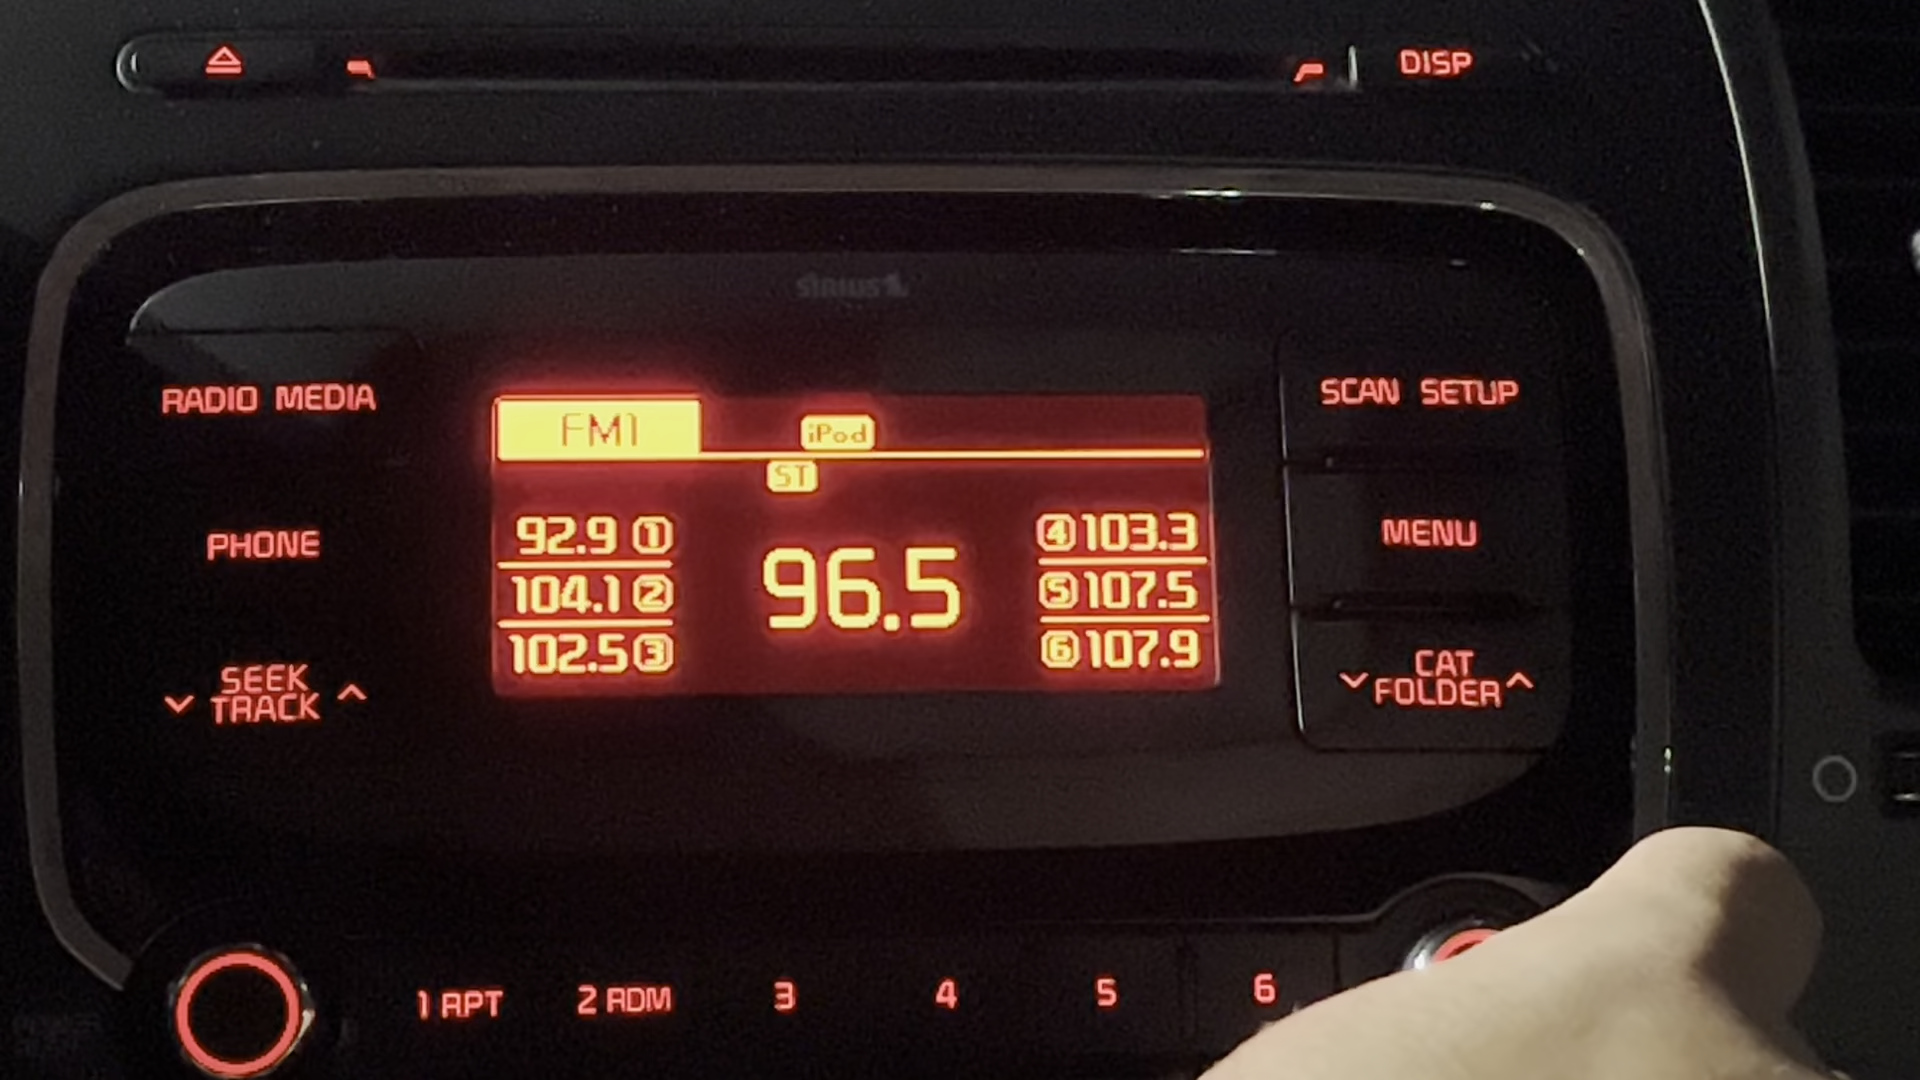 DISP
SIRIUS
RADIO MEDIA
SCAN SETUP
FM1
iPod
ST
92.9 1
104.1 2
102.5 3
96.5
4 103.3
5 107.5
6 107.9
PHONE
MENU
SEEK
TRACK
CAT
FOLDER
1 RPT
2 RDM
3
4
5
6